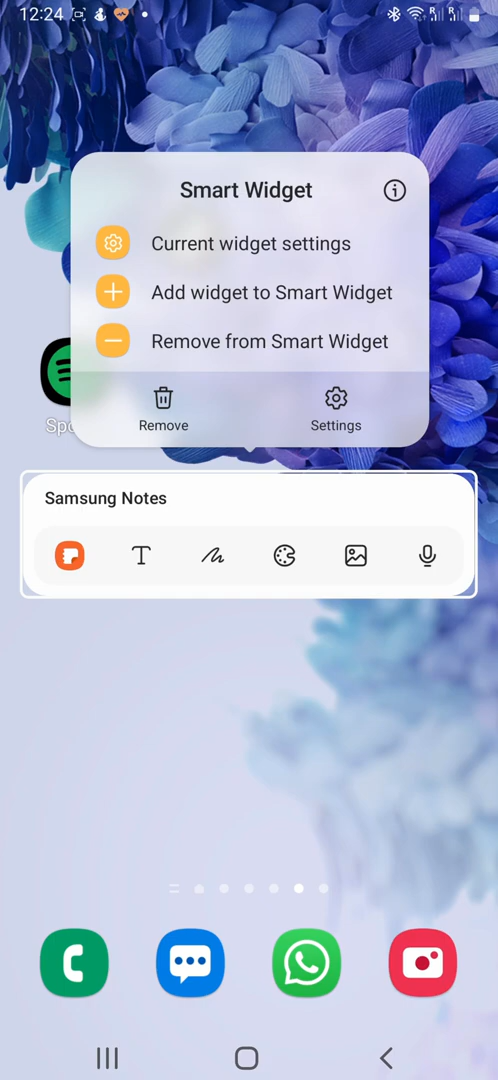 12:24
R R
Smart Widget
Current widget settings
Add widget to Smart Widget
Remove from Smart Widget
Spo
Remove
Settings
Samsung Notes
T